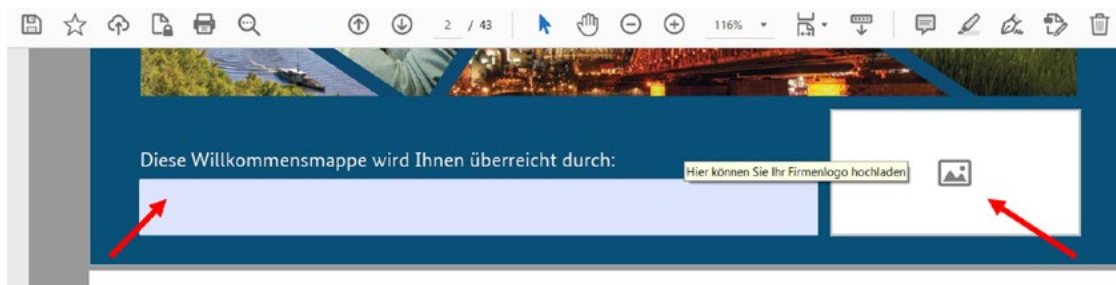 2 / 43
116%
Diese Willkommensmappe wird Ihnen überreicht durch:
Hier können Sie Ihr Firmenlogo hochladen